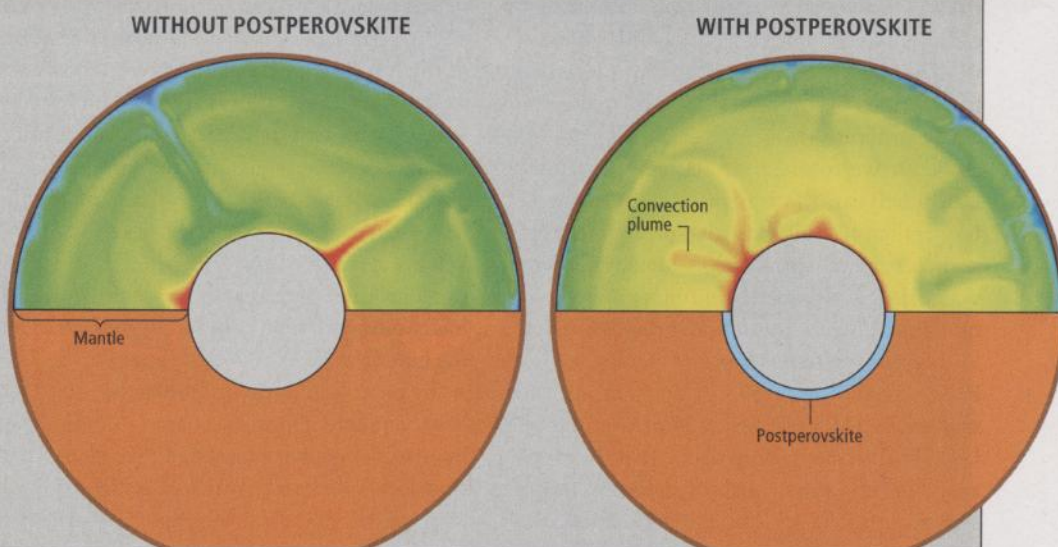 WITHOUT POSTPEROVSKITE
WITH POSTPEROVSKITE
Convection
plume
Mantle
Postperovskite